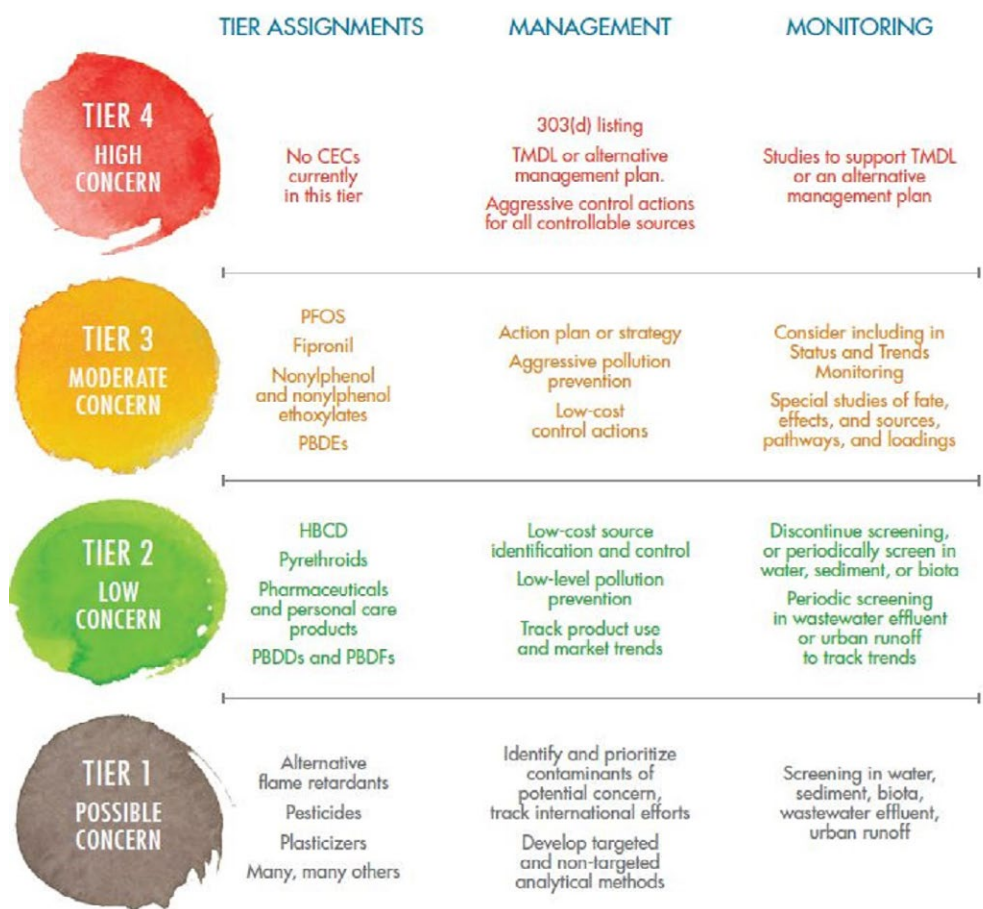 TIER ASSIGNMENTS
MANAGEMENT
MONITORING
TIER 4
HIGH
CONCERN
No CECs
currently
in this tier
303(d) listing
TMDL or alternative
management plan.
Aggressive control actions
for all controllable sources
Studies to support TMDL
or an alternative
management plan
TIER 3
MODERATE
CONCERN
PFOS
Fipronil
Nonylphenol
and nonylphenol
ethoxylates
PBDEs
Action plan or strategy
Aggressive pollution
prevention
Low-cost
control actions
Consider including in
Status and Trends
Monitoring
Special studies of fate,
effects, and sources,
pathways, and loadings
TIER 2
LOW
CONCERN
HBCD
Pyrethroids
Pharmaceuticals
and personal care
products
PBDDs and PBDFs
Low-cost source
identification and control
Low-level pollution
prevention
Track product use
and market trends
Discontinue screening,
or periodically screen in
water, sediment, or biota
Periodic screening
in wastewater effluent
or urban runoff
to track trends
TIER 1
POSSIBLE
CONCERN
Alternative
flame retardants
Pesticides
Plasticizers
Many, many others
Identify and prioritize
contaminants of
potential concern,
track international efforts
Develop targeted
and non-targeted
analytical methods
Screening in water,
sediment, biota,
wastewater effluent,
urban runoff